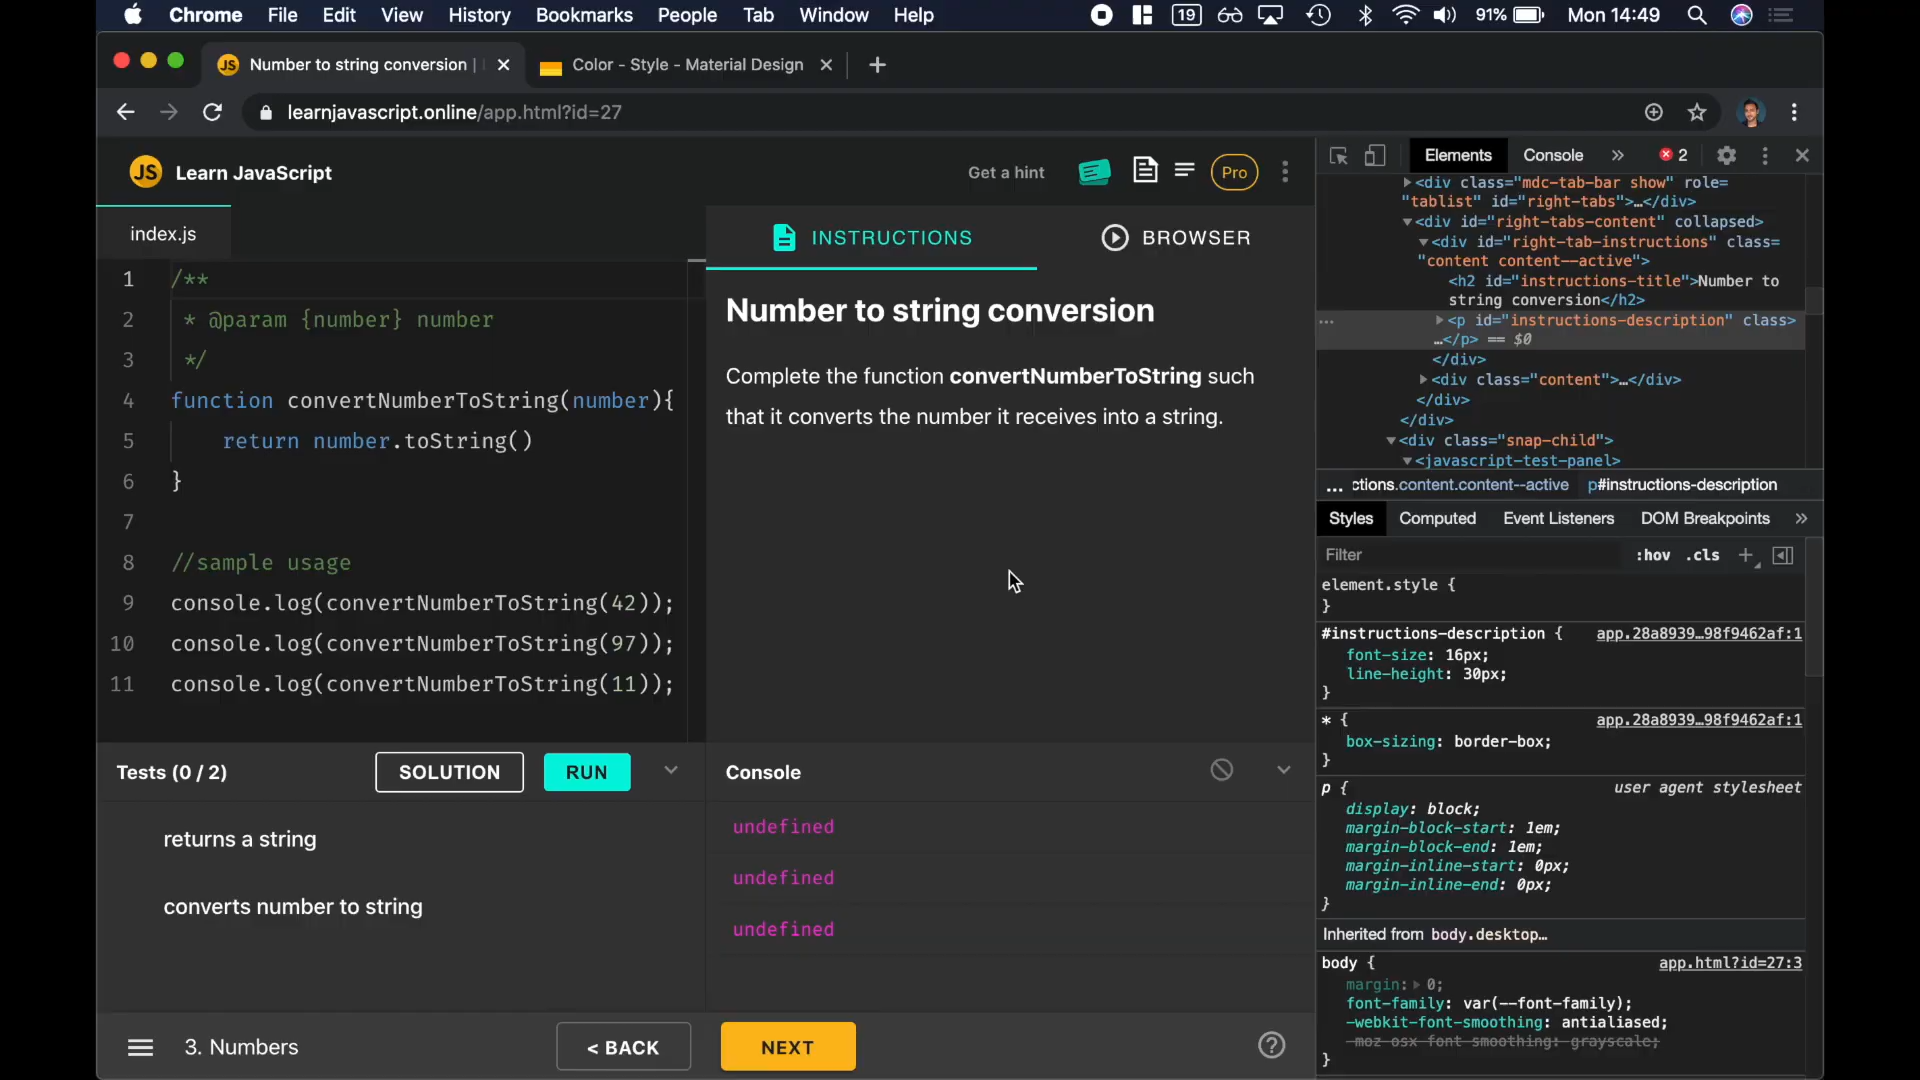 Chrome File Edit View History Bookmarks People Tab Window Help 19 91% Mon 14:49
JS Number to string conversion | Color - Style - Material Design
learnjavascript.online/app.html?id=27
JS Learn JavaScript Get a hint Pro
index.js
INSTRUCTIONS BROWSER
1 /**
2 * @param {number} number
3 */
4 function convertNumberToString(number){
5 return number.toString()
6 }
7
8 //sample usage
9 console.log(convertNumberToString(42));
10 console.log(convertNumberToString(97));
11 console.log(convertNumberToString(11));
Number to string conversion
Complete the function convertNumberToString such
that it converts the number it receives into a string.
Tests (0 / 2) SOLUTION RUN
returns a string
converts number to string
Console
undefined
undefined
undefined
3. Numbers < BACK NEXT
Elements Console » 2
<div class="mdc-tab-bar show" role=
"tablist" id="right-tabs">…</div>
<div id="right-tabs-content" collapsed>
<div id="right-tab-instructions" class=
"content content--active">
<h2 id="instructions-title">Number to
string conversion</h2>
… <p id="instructions-description" class>
…</p> == $0
</div>
<div class="content">…</div>
</div>
</div>
<div class="snap-child">
<javascript-test-panel>
… ctions.content.content--active p#instructions-description
Styles Computed Event Listeners DOM Breakpoints »
Filter :hov .cls +
element.style {
}
#instructions-description { app.28a8939…98f9462af:1
font-size: 16px;
line-height: 30px;
}
* { app.28a8939…98f9462af:1
box-sizing: border-box;
}
p { user agent stylesheet
display: block;
margin-block-start: 1em;
margin-block-end: 1em;
margin-inline-start: 0px;
margin-inline-end: 0px;
}
Inherited from body.desktop…
body { app.html?id=27:3
margin: 0;
font-family: var(--font-family);
-webkit-font-smoothing: antialiased;
-moz-osx-font-smoothing: grayscale;
}